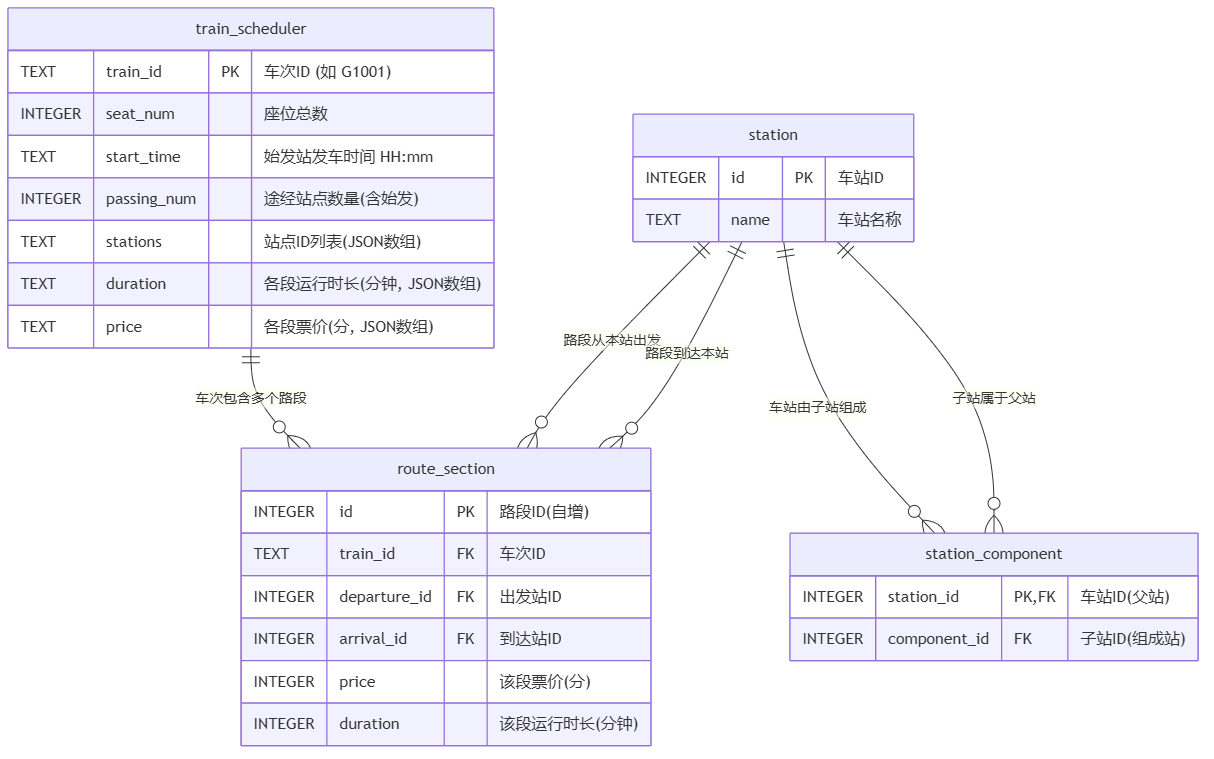 train_scheduler
TEXT train_id PK 车次ID (如 G1001)
INTEGER seat_num 座位总数
TEXT start_time 始发站发车时间 HH:mm
INTEGER passing_num 途经站点数量(含始发)
TEXT stations 站点ID列表(JSON数组)
TEXT duration 各段运行时长(分钟, JSON数组)
TEXT price 各段票价(分, JSON数组)
station
INTEGER id PK 车站ID
TEXT name 车站名称
路段从本站出发
路段到达本站
车次包含多个路段
车站由子站组成
子站属于父站
route_section
INTEGER id PK 路段ID(自增)
TEXT train_id FK 车次ID
INTEGER departure_id FK 出发站ID
INTEGER arrival_id FK 到达站ID
INTEGER price 该段票价(分)
INTEGER duration 该段运行时长(分钟)
station_component
INTEGER station_id PK,FK 车站ID(父站)
INTEGER component_id FK 子站ID(组成站)